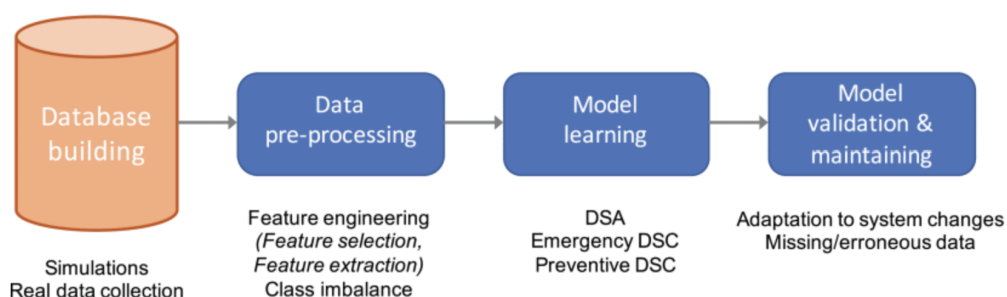 Database
building
Simulations
Real data collection
Data
pre-processing
Feature engineering
(Feature selection,
Feature extraction)
Class imbalance
Model
learning
DSA
Emergency DSC
Preventive DSC
Model
validation &
maintaining
Adaptation to system changes
Missing/erroneous data